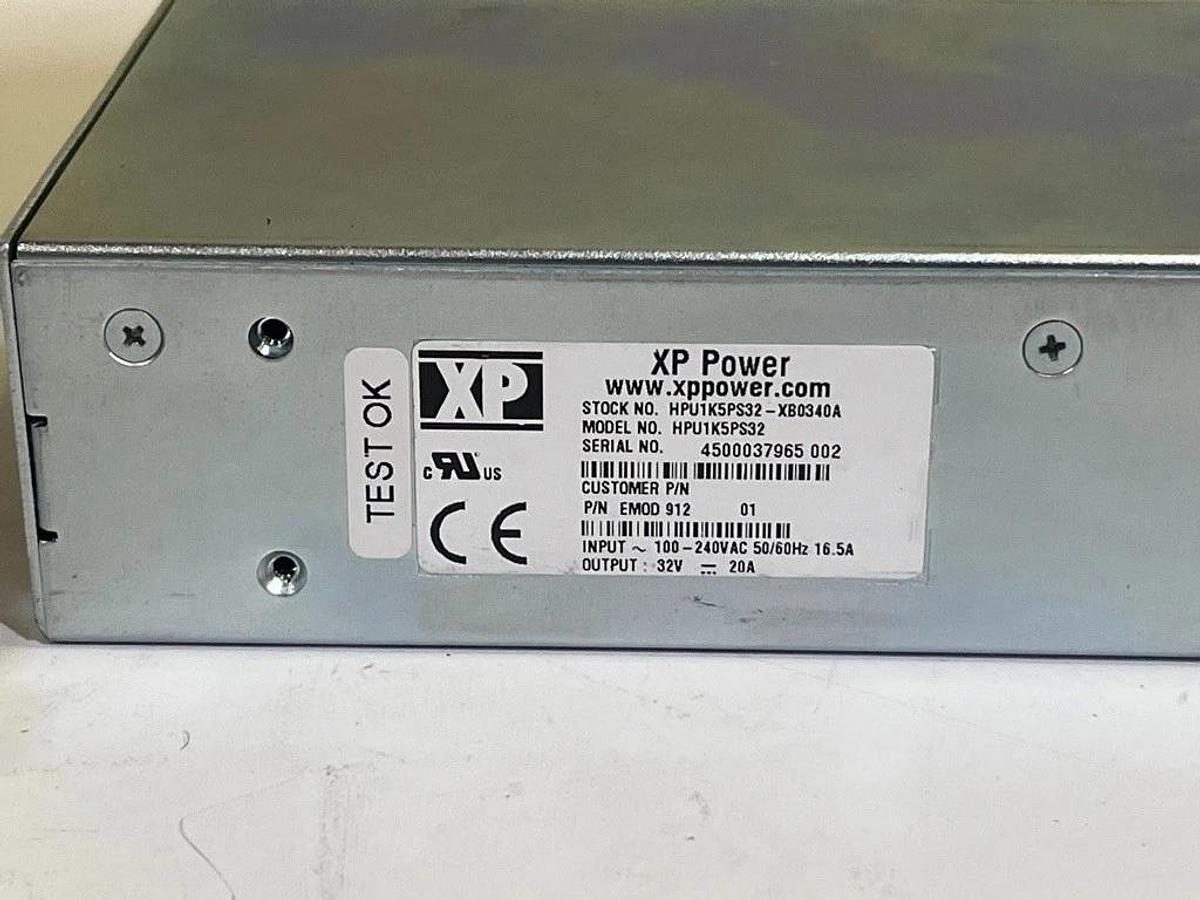 TEST OK
XP
XP Power
www.xppower.com
STOCK NO. HPU1K5PS32-XB0340A
MODEL NO. HPU1K5PS32
SERIAL NO. 4500037965 002
CUSTOMER P/N
P/N EMOD 912 01
INPUT ~ 100-240VAC 50/60Hz 16.5A
OUTPUT: 32V ⎓ 20A
c RU US
CE